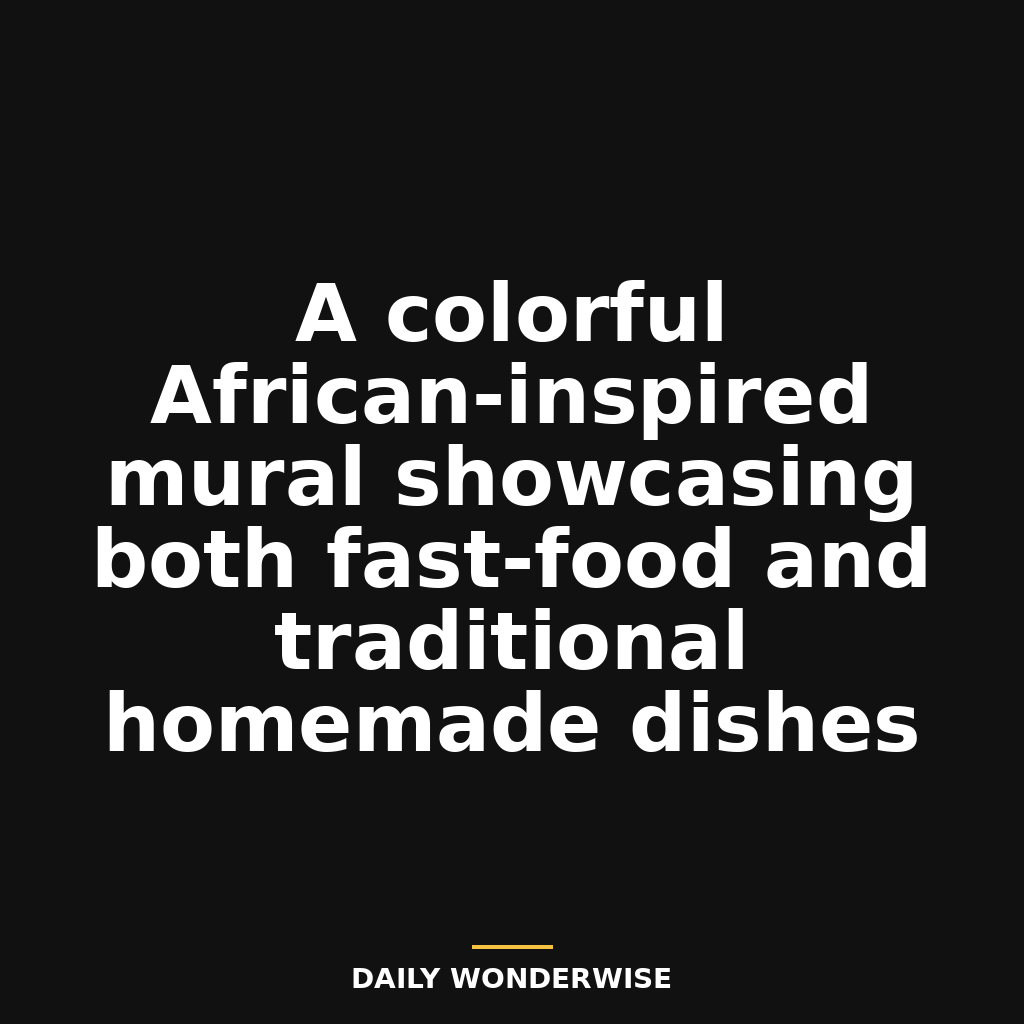 A colorful
African-inspired
mural showcasing
both fast-food and
traditional
homemade dishes
DAILY WONDERWISE